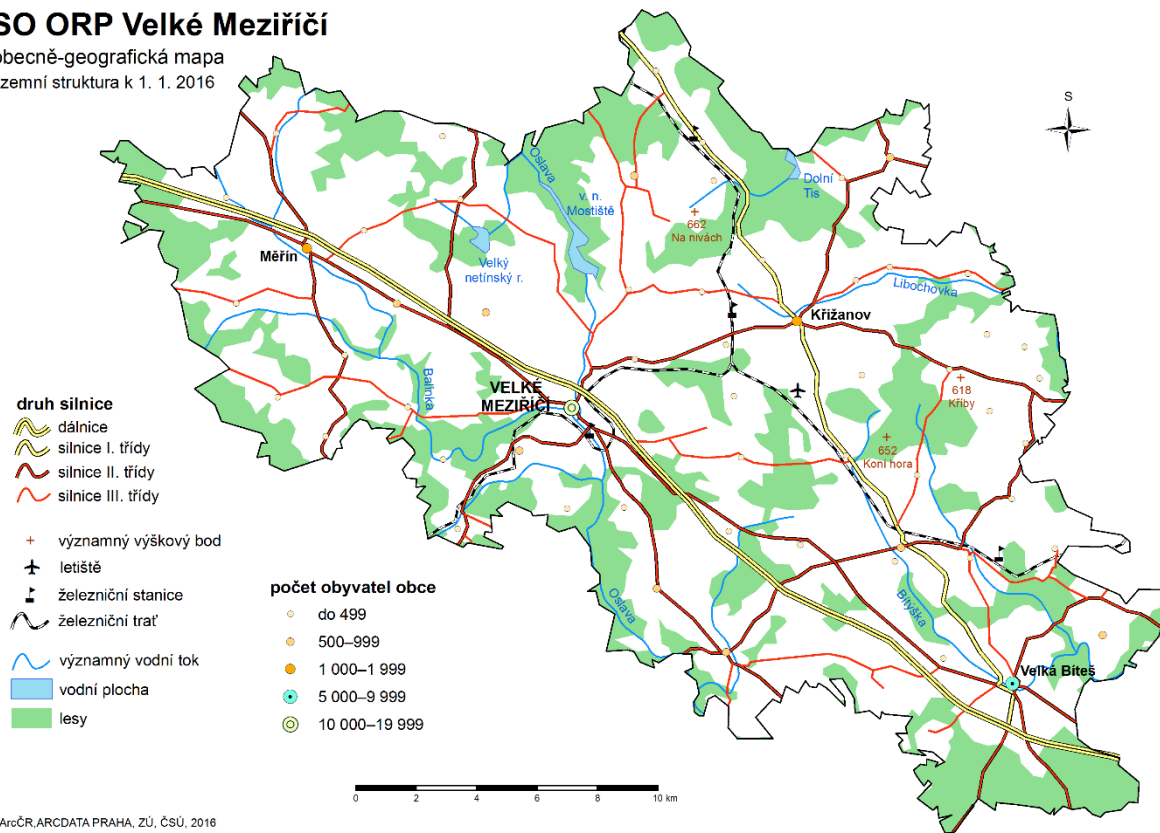 SO ORP Velké Meziříčí
obecně-geografická mapa
zemní struktura k 1. 1. 2016
S
Oslava
v. n.
Mostiště
Dolní
Tis
662
Na nivách
Měřín
Velký
netínský r.
Libochovka
Křižanov
Balinka
VELKÉ
MEZIŘÍČÍ
618
Křiby
652
Koní hora
druh silnice
dálnice
silnice I. třídy
silnice II. třídy
silnice III. třídy
významný výškový bod
letiště
železniční stanice
železniční trať
významný vodní tok
vodní plocha
lesy
počet obyvatel obce
do 499
500–999
1 000–1 999
5 000–9 999
10 000–19 999
Oslava
Bítýška
Velká Bíteš
0 2 4 6 8 10 km
ArcČR,ARCDATA PRAHA, ZÚ, ČSÚ, 2016